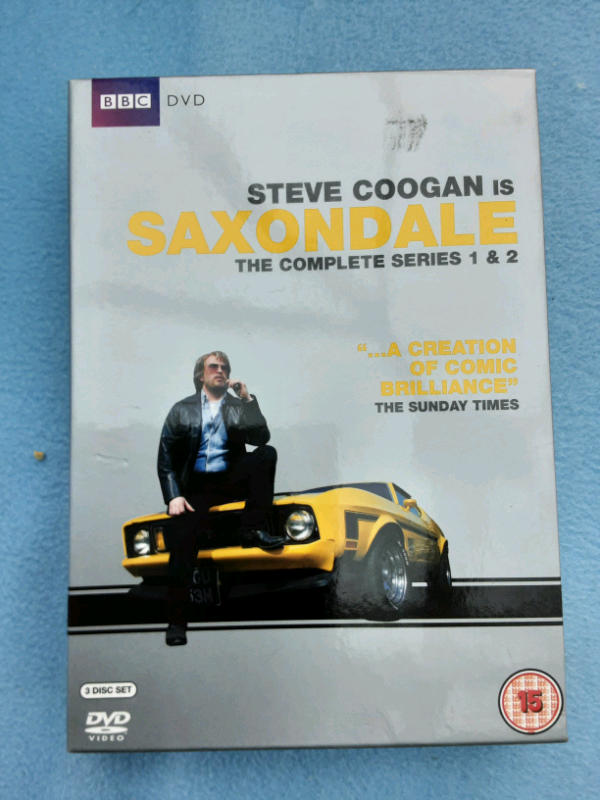 BBC DVD
STEVE COOGAN IS
SAXONDALE
THE COMPLETE SERIES 1 & 2
"...A CREATION
OF COMIC
BRILLIANCE"
THE SUNDAY TIMES
3 DISC SET
DVD
VIDEO
15